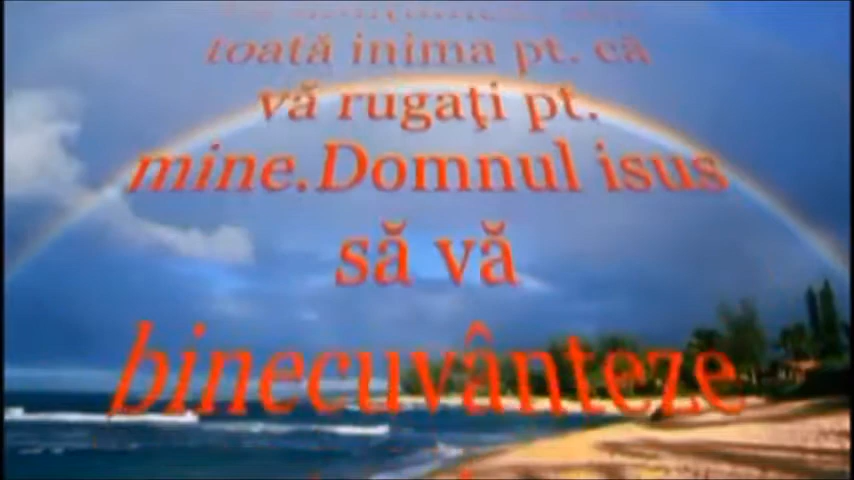 toată inima pt. că
vă rugaţi pt.
mine.Domnul isus
să vă
binecuvânteze